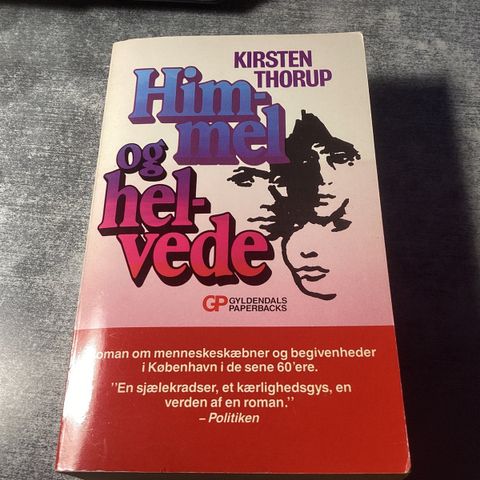 KIRSTEN
THORUP
Him-
mel
og
hel-
vede
GP GYLDENDALS
PAPERBACKS
Roman om menneskeskæbner og begivenheder
i København i de sene 60'ere.
"En sjælekradser, et kærlighedsgys, en
verden af en roman."
– Politiken